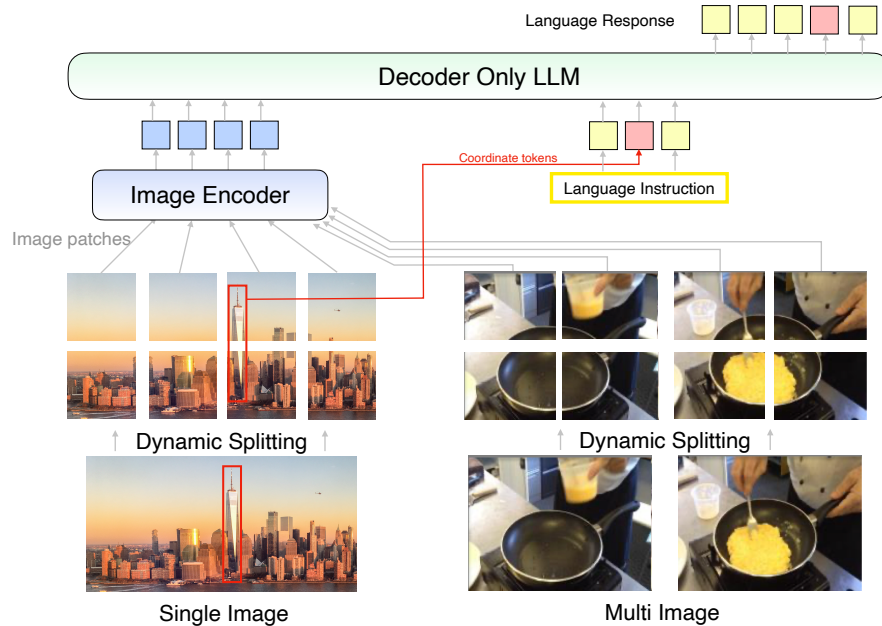 Language Response
Decoder Only LLM
Coordinate tokens
Image Encoder
Language Instruction
Image patches
Dynamic Splitting
Dynamic Splitting
Single Image
Multi Image